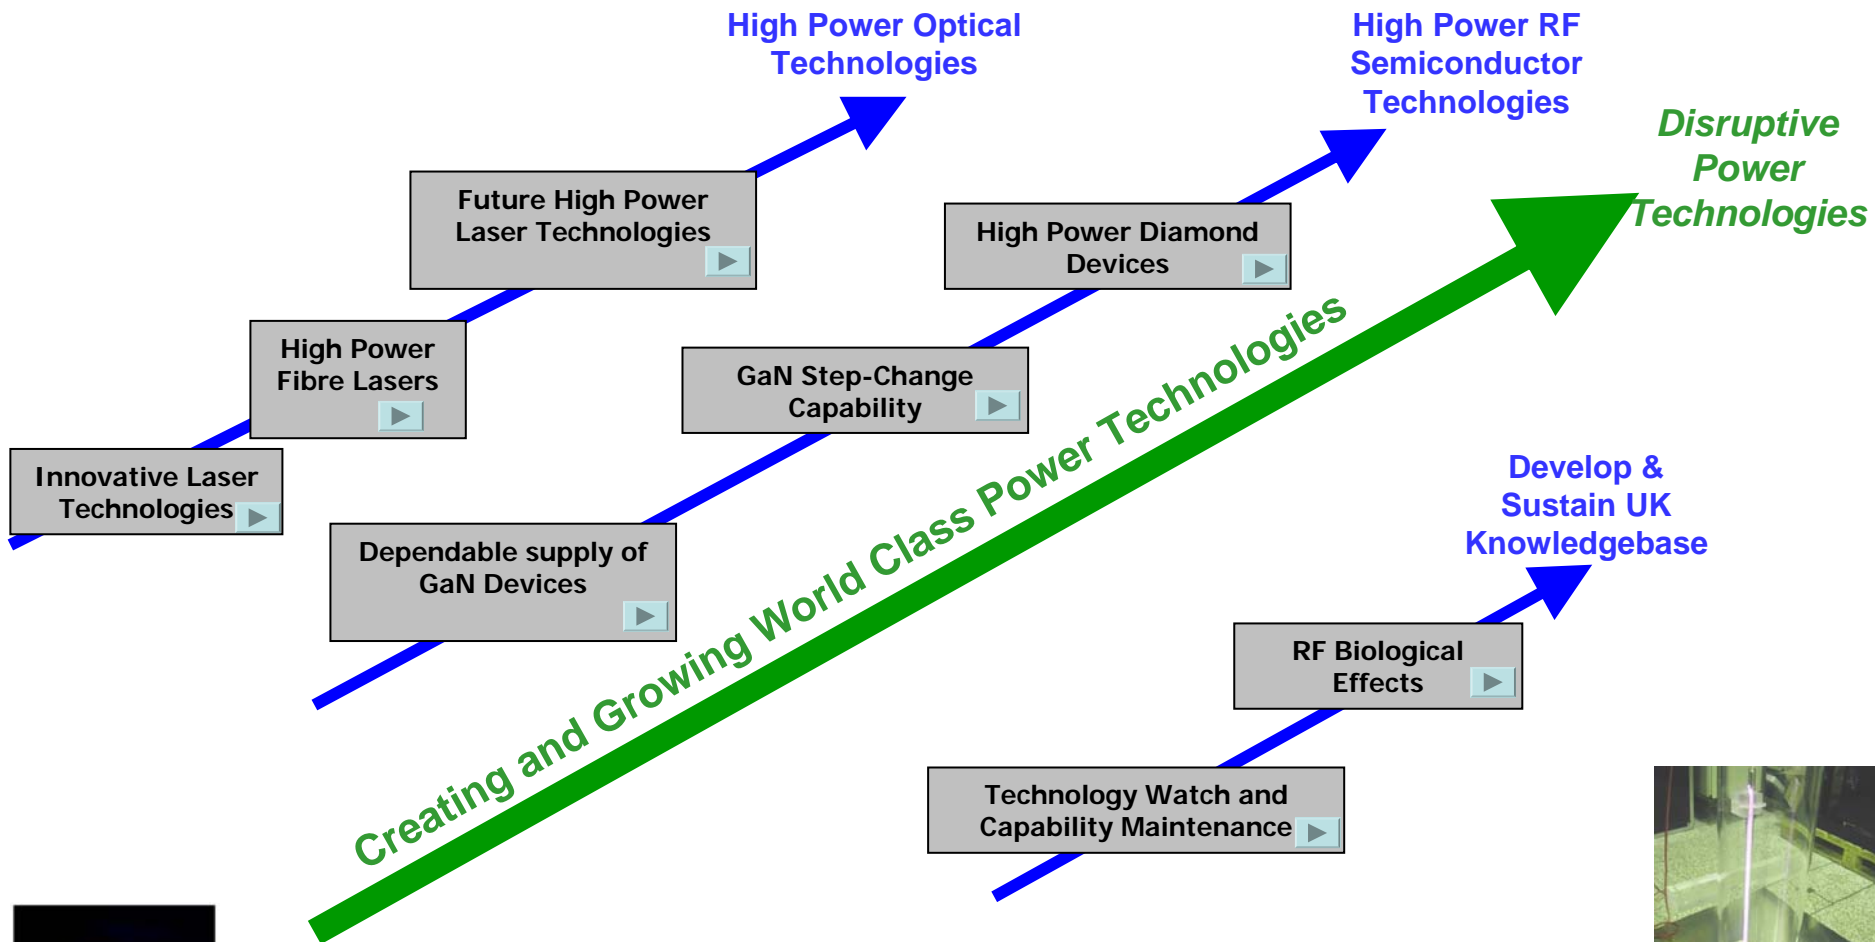 High Power Optical
Technologies
High Power RF
Semiconductor
Technologies
Disruptive
Power
Technologies
Future High Power
Laser Technologies
High Power Diamond
Devices
High Power
Fibre Lasers
GaN Step-Change
Capability
Innovative Laser
Technologies
Dependable supply of
GaN Devices
Creating and Growing World Class Power Technologies
Develop &
Sustain UK
Knowledgebase
RF Biological
Effects
Technology Watch and
Capability Maintenance